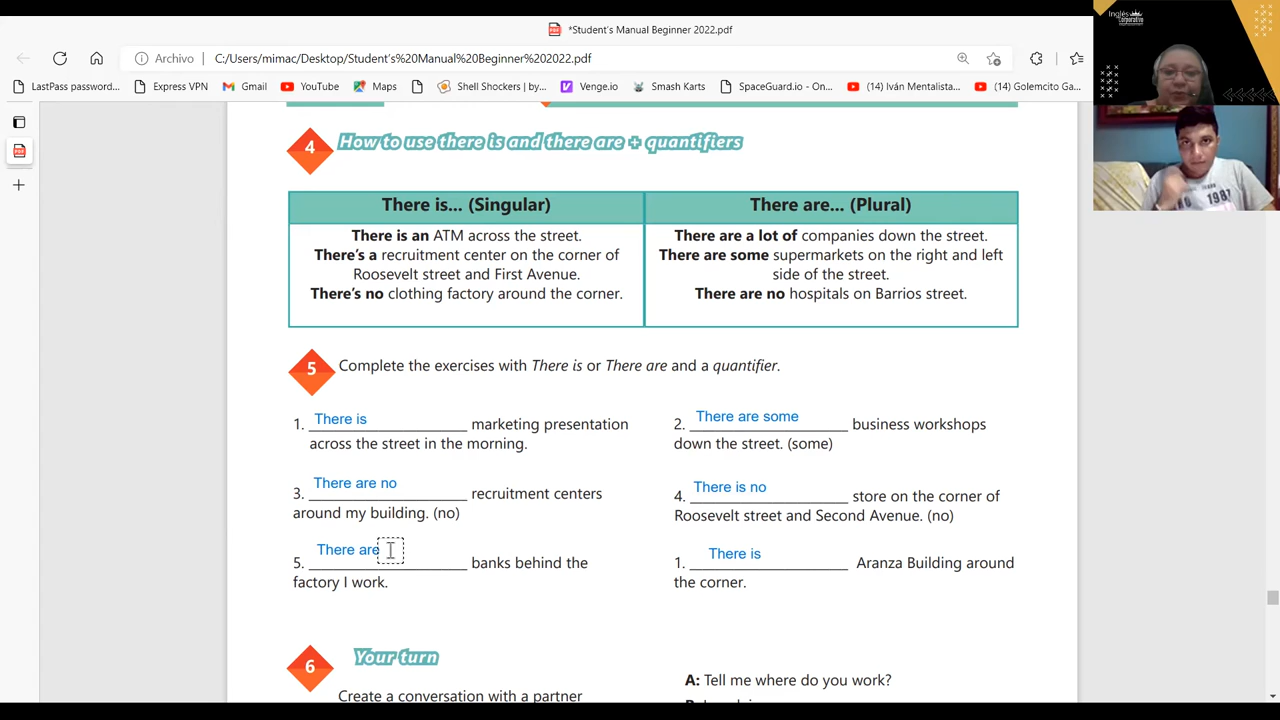 *Student's Manual Beginner 2022.pdf
Archivo
C:/Users/mimac/Desktop/Student's%20Manual%20Beginner%202022.pdf
LastPass password...
Express VPN
Gmail
YouTube
Maps
Shell Shockers | by...
Venge.io
Smash Karts
SpaceGuard.io - On...
(14) Iván Mentalista...
(14) Golemcito Ga...
Inglés
Corporativo
4
How to use there is and there are + quantifiers
There is... (Singular)
There are... (Plural)
There is an ATM across the street.
There's a recruitment center on the corner of
Roosevelt street and First Avenue.
There's no clothing factory around the corner.
There are a lot of companies down the street.
There are some supermarkets on the right and left
side of the street.
There are no hospitals on Barrios street.
5
Complete the exercises with There is or There are and a quantifier.
1. There is marketing presentation
across the street in the morning.
2. There are some business workshops
down the street. (some)
3. There are no recruitment centers
around my building. (no)
4. There is no store on the corner of
Roosevelt street and Second Avenue. (no)
5. There are banks behind the
factory I work.
1. There is Aranza Building around
the corner.
6
Your turn
Create a conversation with a partner
A: Tell me where do you work?
1987